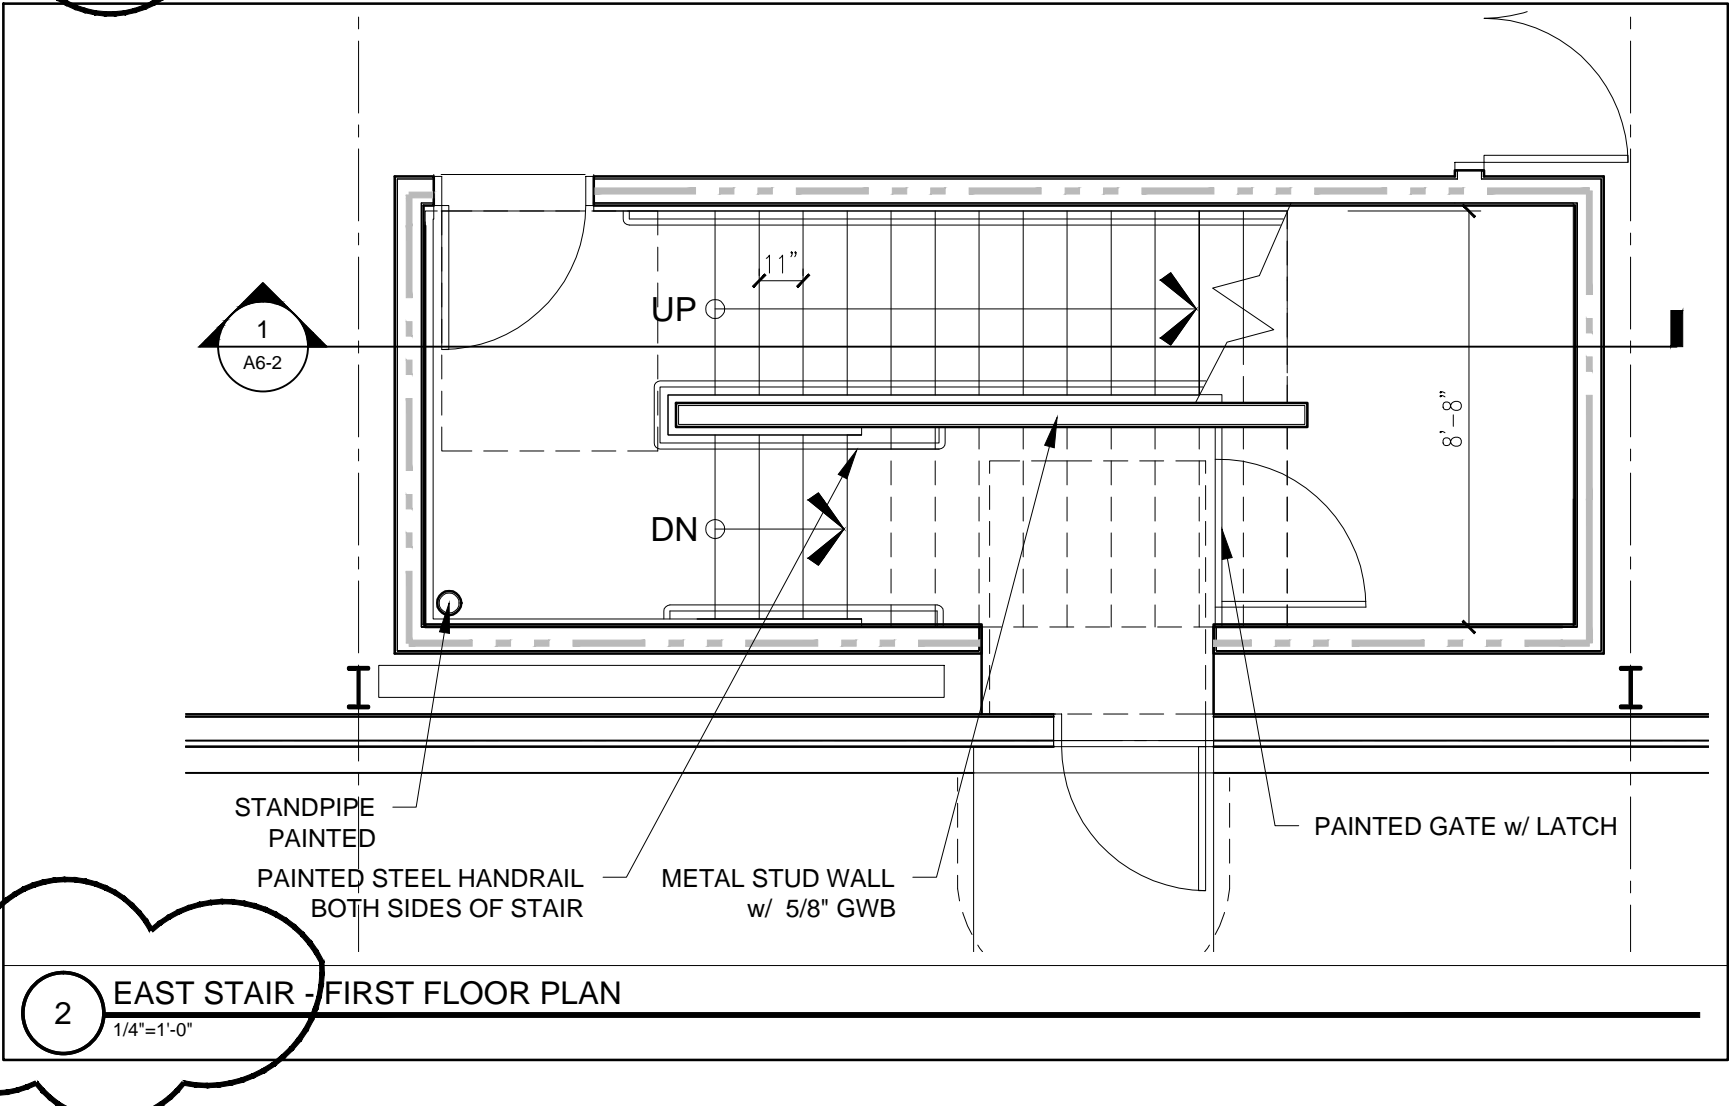 11"
UP
1
A6-2
8'-8"
DN
STANDPIPE
PAINTED
PAINTED GATE w/ LATCH
PAINTED STEEL HANDRAIL
BOTH SIDES OF STAIR
METAL STUD WALL
w/ 5/8" GWB
2
EAST STAIR - FIRST FLOOR PLAN
1/4"=1'-0"